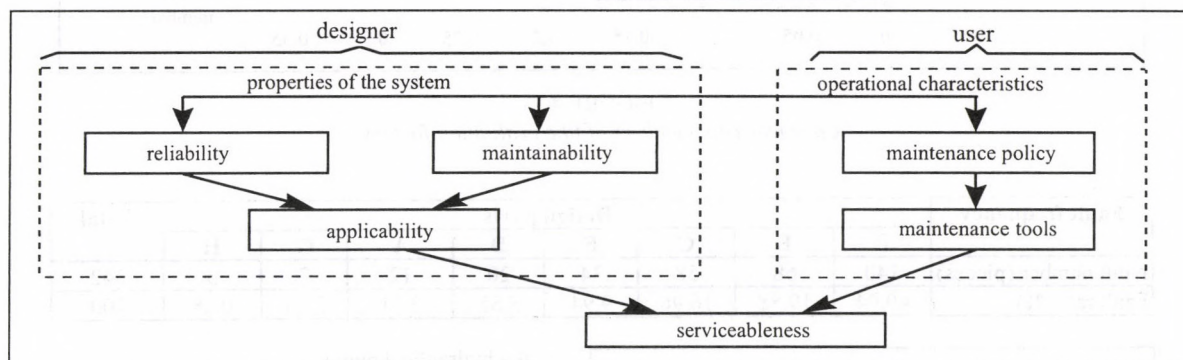 designer
user
properties of the system
operational characteristics
reliability
maintainability
maintenance policy
applicability
maintenance tools
serviceableness